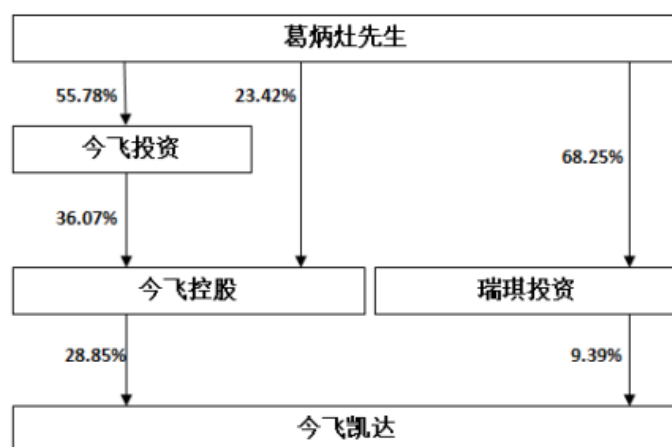 葛炳灶先生
55.78%
23.42%
今飞投资
68.25%
36.07%
今飞控股
瑞琪投资
28.85%
9.39%
今飞凯达